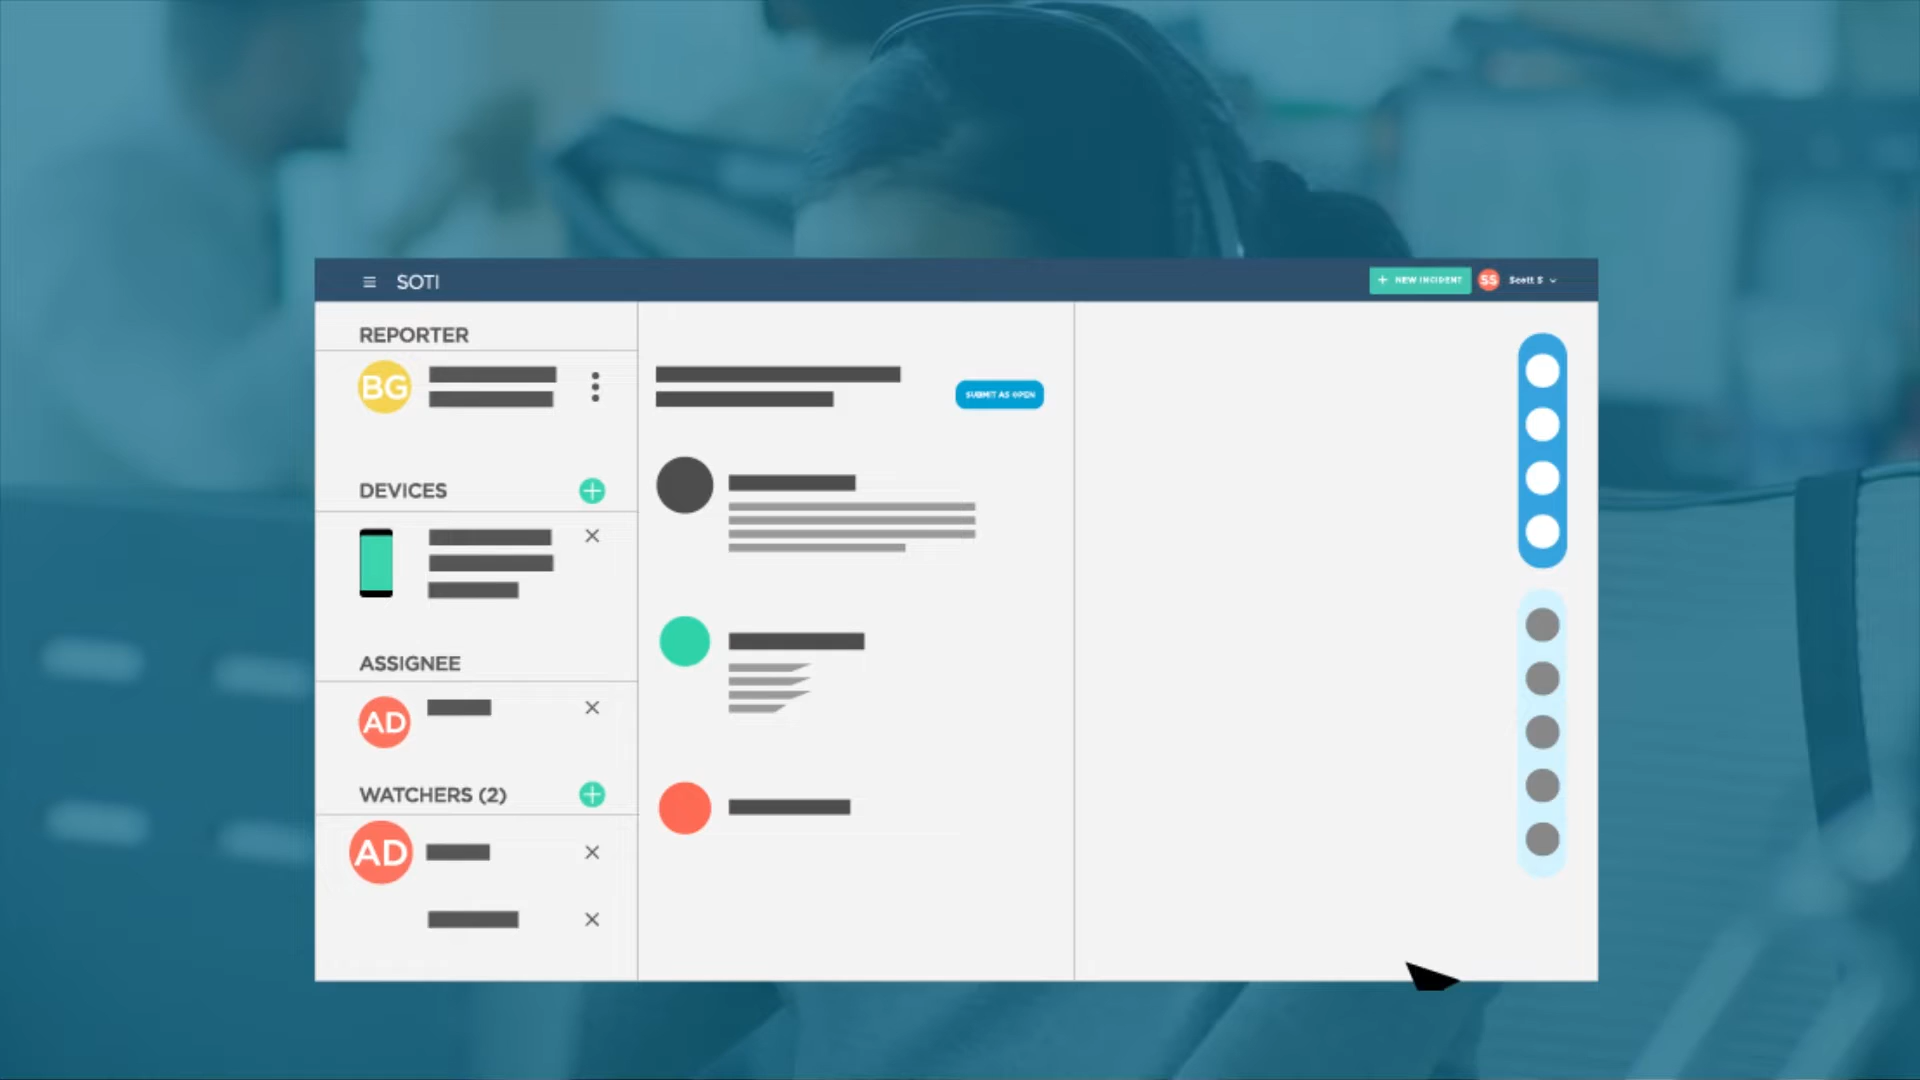 SOTI
+ NEW INCIDENT
SS
Scott S
REPORTER
BG
SUBMIT AS OPEN
DEVICES
ASSIGNEE
AD
WATCHERS (2)
AD